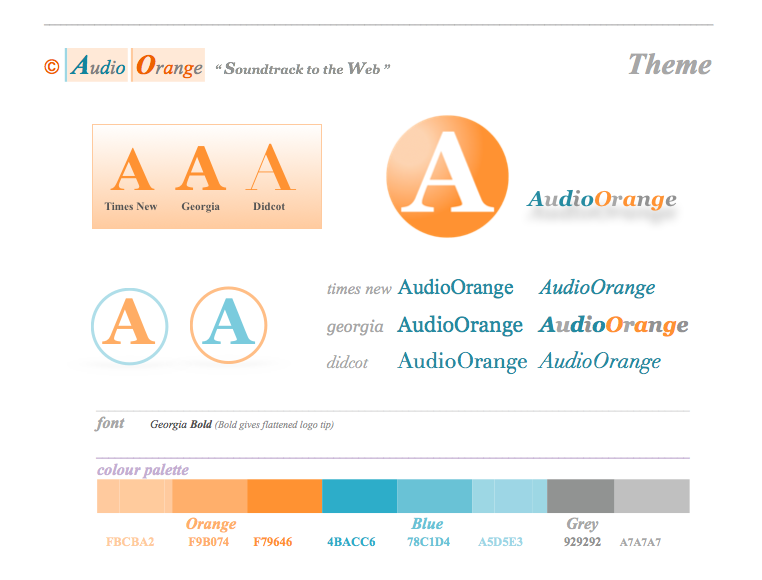 © Audio Orange “ Soundtrack to the Web ” Theme
A A A
Times New Georgia Didot
A
AudioOrange
A A
times new AudioOrange AudioOrange
georgia AudioOrange AudioOrange
didcot AudioOrange AudioOrange
font Georgia Bold (Bold gives flattened logo tip)
colour palette
Orange Blue Grey
FBCBA2 F9B074 F79646 4BACC6 78C1D4 A5D5E3 929292 A7A7A7